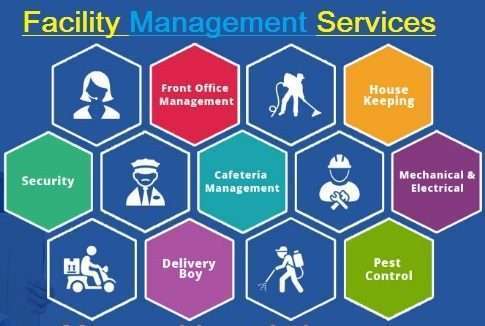 Facility Management Services
Front Office
Management
House
Keeping
Security
Cafeteria
Management
Mechanical &
Electrical
Delivery
Boy
Pest
Control